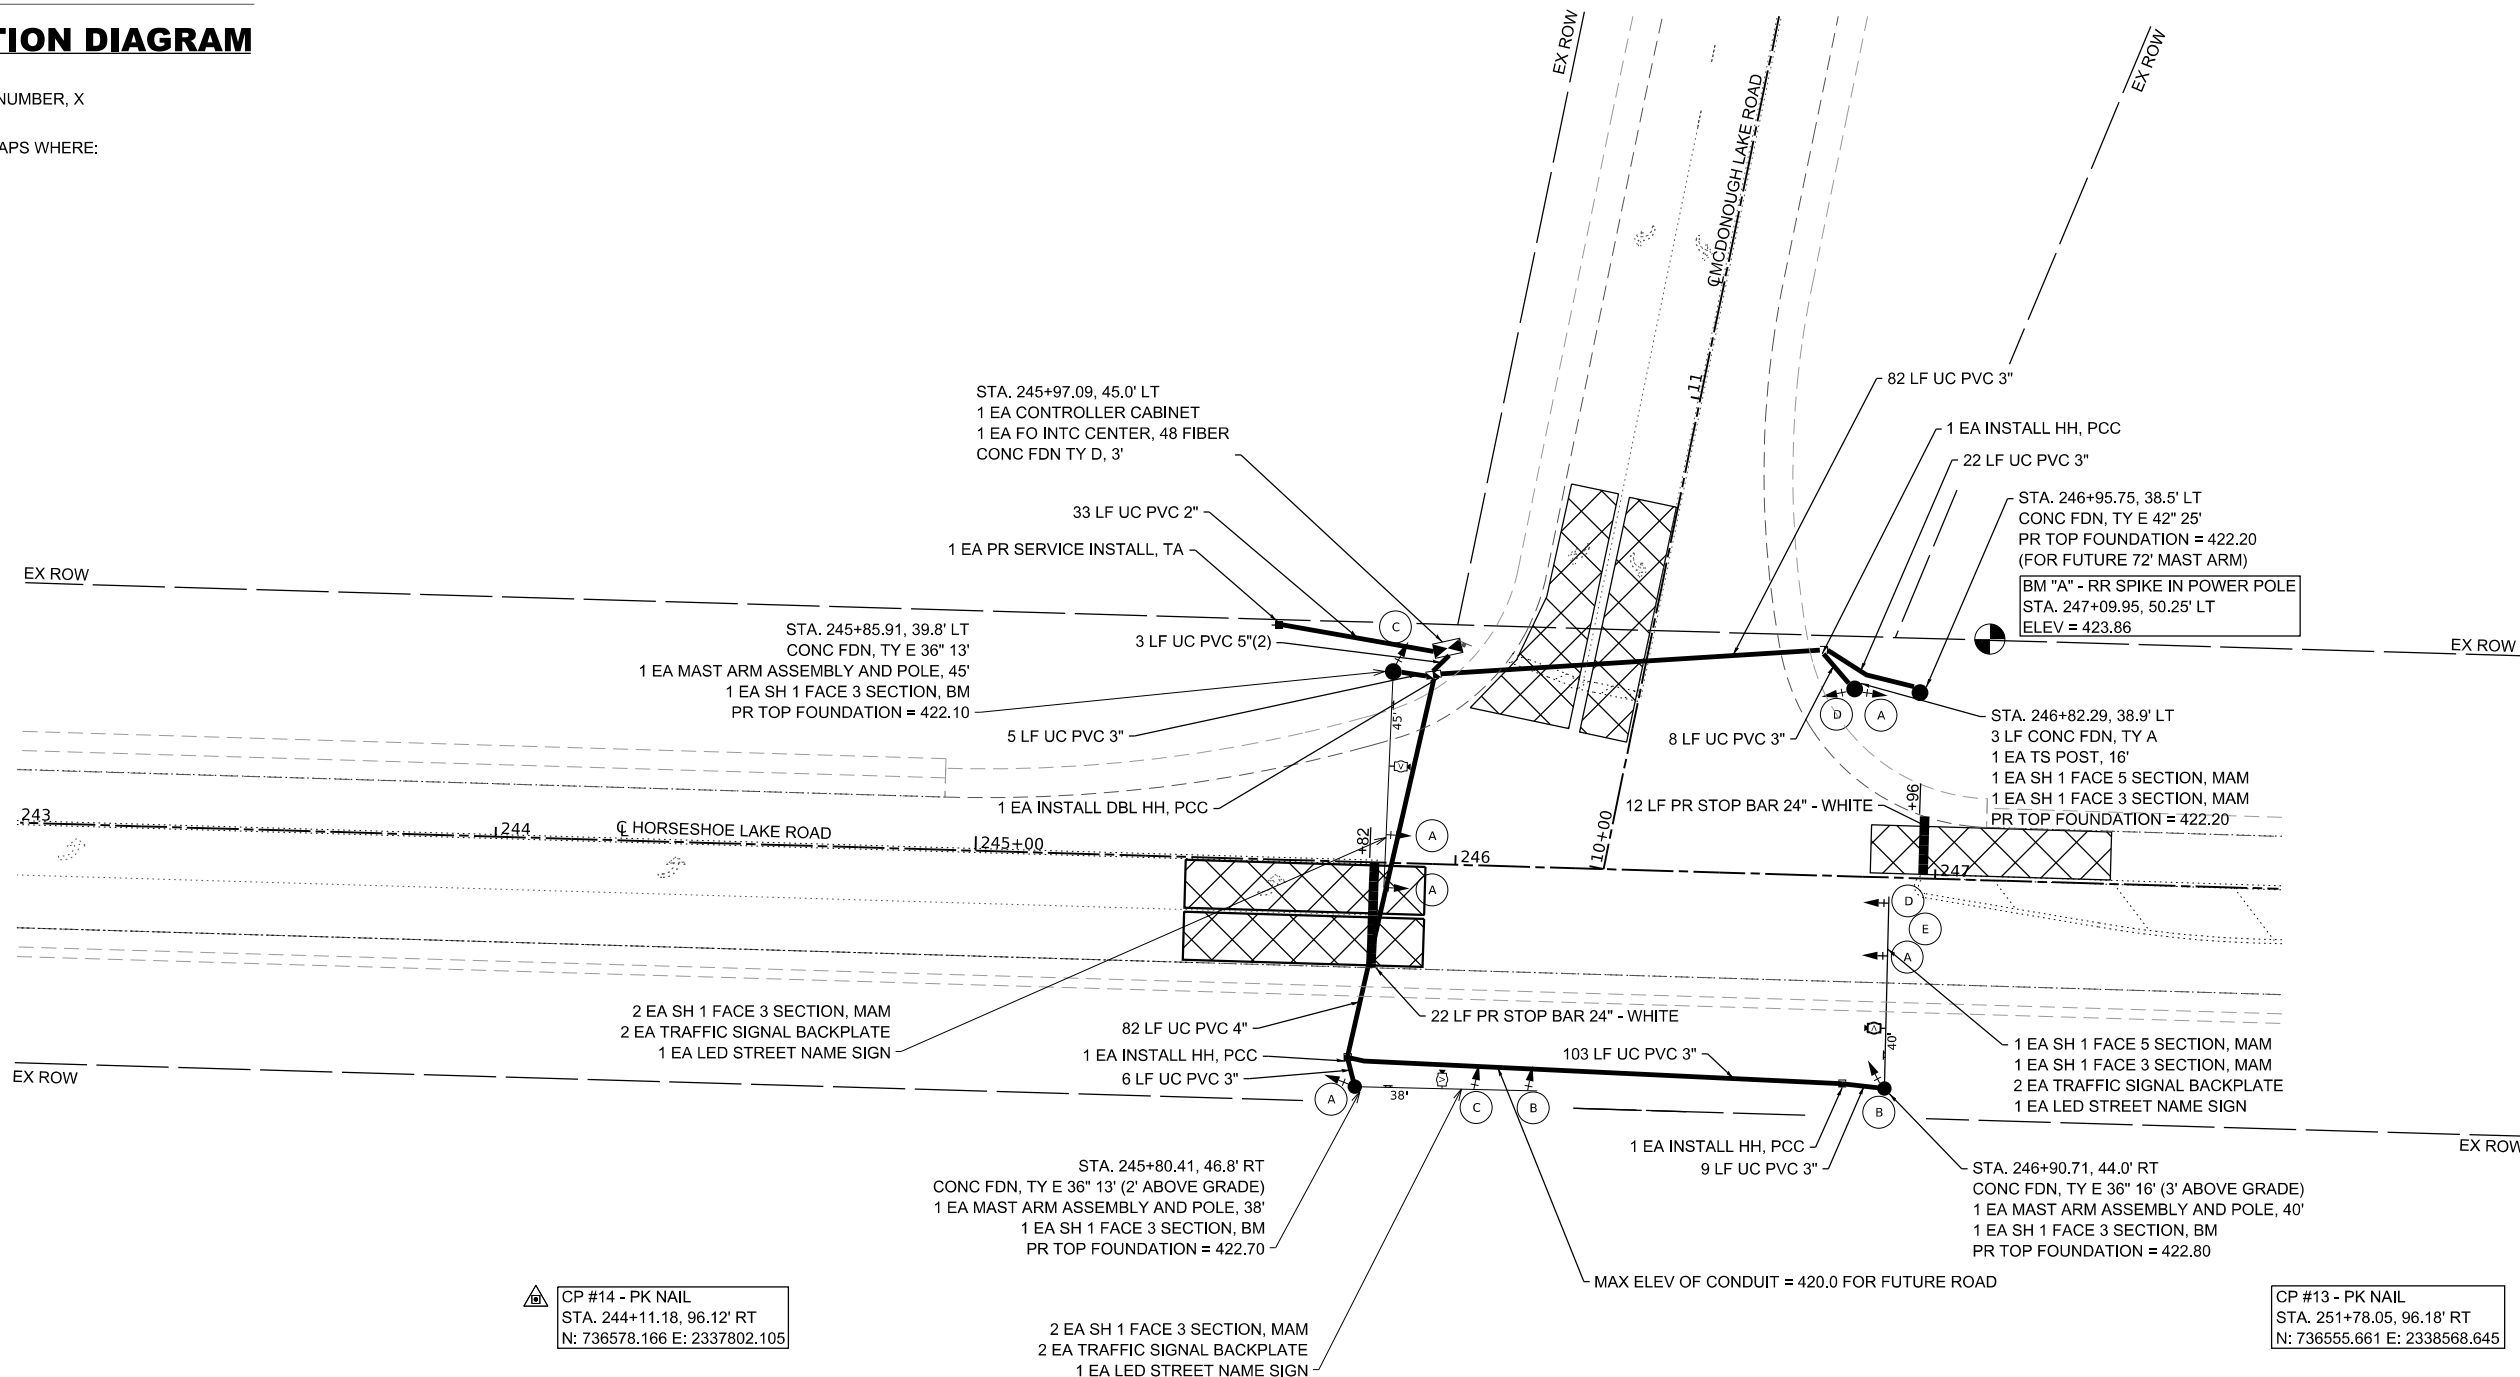 TION DIAGRAM
NUMBER, X
APS WHERE:
EX ROW
EX ROW
℄ MCDONOUGH LAKE ROAD
11
10+00
STA. 245+97.09, 45.0' LT
1 EA CONTROLLER CABINET
1 EA FO INTC CENTER, 48 FIBER
CONC FDN TY D, 3'
33 LF UC PVC 2"
1 EA PR SERVICE INSTALL, TA
82 LF UC PVC 3"
1 EA INSTALL HH, PCC
22 LF UC PVC 3"
STA. 246+95.75, 38.5' LT
CONC FDN, TY E 42" 25'
PR TOP FOUNDATION = 422.20
(FOR FUTURE 72' MAST ARM)
BM "A" - RR SPIKE IN POWER POLE
STA. 247+09.95, 50.25' LT
ELEV = 423.86
EX ROW
EX ROW
STA. 245+85.91, 39.8' LT
CONC FDN, TY E 36" 13'
1 EA MAST ARM ASSEMBLY AND POLE, 45'
1 EA SH 1 FACE 3 SECTION, BM
PR TOP FOUNDATION = 422.10
3 LF UC PVC 5"(2)
C
45'
V
5 LF UC PVC 3"
1 EA INSTALL DBL HH, PCC
8 LF UC PVC 3"
D
A
STA. 246+82.29, 38.9' LT
3 LF CONC FDN, TY A
1 EA TS POST, 16'
1 EA SH 1 FACE 5 SECTION, MAM
1 EA SH 1 FACE 3 SECTION, MAM
PR TOP FOUNDATION = 422.20
12 LF PR STOP BAR 24" - WHITE
+96
243
244
℄ HORSESHOE LAKE ROAD
245+00
+82
246
247
A
A
D
E
A
V
40'
2 EA SH 1 FACE 3 SECTION, MAM
2 EA TRAFFIC SIGNAL BACKPLATE
1 EA LED STREET NAME SIGN
82 LF UC PVC 4"
22 LF PR STOP BAR 24" - WHITE
1 EA INSTALL HH, PCC
6 LF UC PVC 3"
103 LF UC PVC 3"
1 EA SH 1 FACE 5 SECTION, MAM
1 EA SH 1 FACE 3 SECTION, MAM
2 EA TRAFFIC SIGNAL BACKPLATE
1 EA LED STREET NAME SIGN
EX ROW
A
38'
V
C
B
B
1 EA INSTALL HH, PCC
9 LF UC PVC 3"
EX ROW
STA. 245+80.41, 46.8' RT
CONC FDN, TY E 36" 13' (2' ABOVE GRADE)
1 EA MAST ARM ASSEMBLY AND POLE, 38'
1 EA SH 1 FACE 3 SECTION, BM
PR TOP FOUNDATION = 422.70
STA. 246+90.71, 44.0' RT
CONC FDN, TY E 36" 16' (3' ABOVE GRADE)
1 EA MAST ARM ASSEMBLY AND POLE, 40'
1 EA SH 1 FACE 3 SECTION, BM
PR TOP FOUNDATION = 422.80
MAX ELEV OF CONDUIT = 420.0 FOR FUTURE ROAD
CP #14 - PK NAIL
STA. 244+11.18, 96.12' RT
N: 736578.166 E: 2337802.105
2 EA SH 1 FACE 3 SECTION, MAM
2 EA TRAFFIC SIGNAL BACKPLATE
1 EA LED STREET NAME SIGN
CP #13 - PK NAIL
STA. 251+78.05, 96.18' RT
N: 736555.661 E: 2338568.645